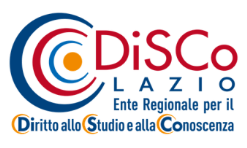 DiSCo
LAZIO
Ente Regionale per il
Diritto allo Studio e alla Conoscenza